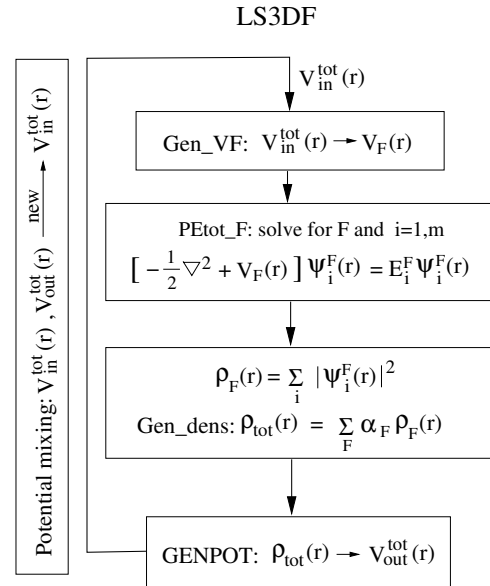 LS3DF
V_in^tot(r)
Gen_VF: V_in^tot(r) → V_F(r)
PEtot_F: solve for F and i=1,m
[ -1/2 ▽² + V_F(r) ] Ψ_i^F(r) = E_i^F Ψ_i^F(r)
ρ_F(r) = Σ_i |Ψ_i^F(r)|²
Gen_dens: ρ_tot(r) = Σ_F α_F ρ_F(r)
GENPOT: ρ_tot(r) → V_out^tot(r)
Potential mixing: V_in^tot(r) , V_out^tot(r) new → V_in^tot(r)